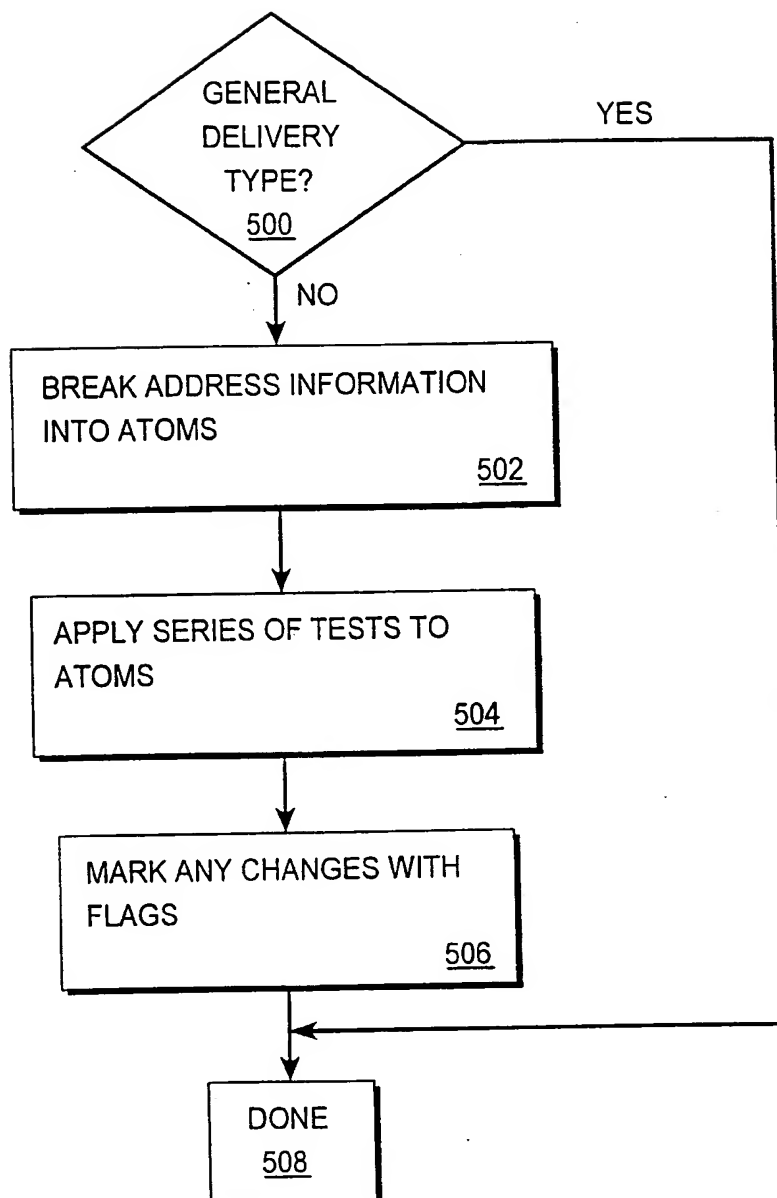 GENERAL
DELIVERY
TYPE?
500
YES
NO
BREAK ADDRESS INFORMATION
INTO ATOMS
502
APPLY SERIES OF TESTS TO
ATOMS
504
MARK ANY CHANGES WITH
FLAGS
506
DONE
508